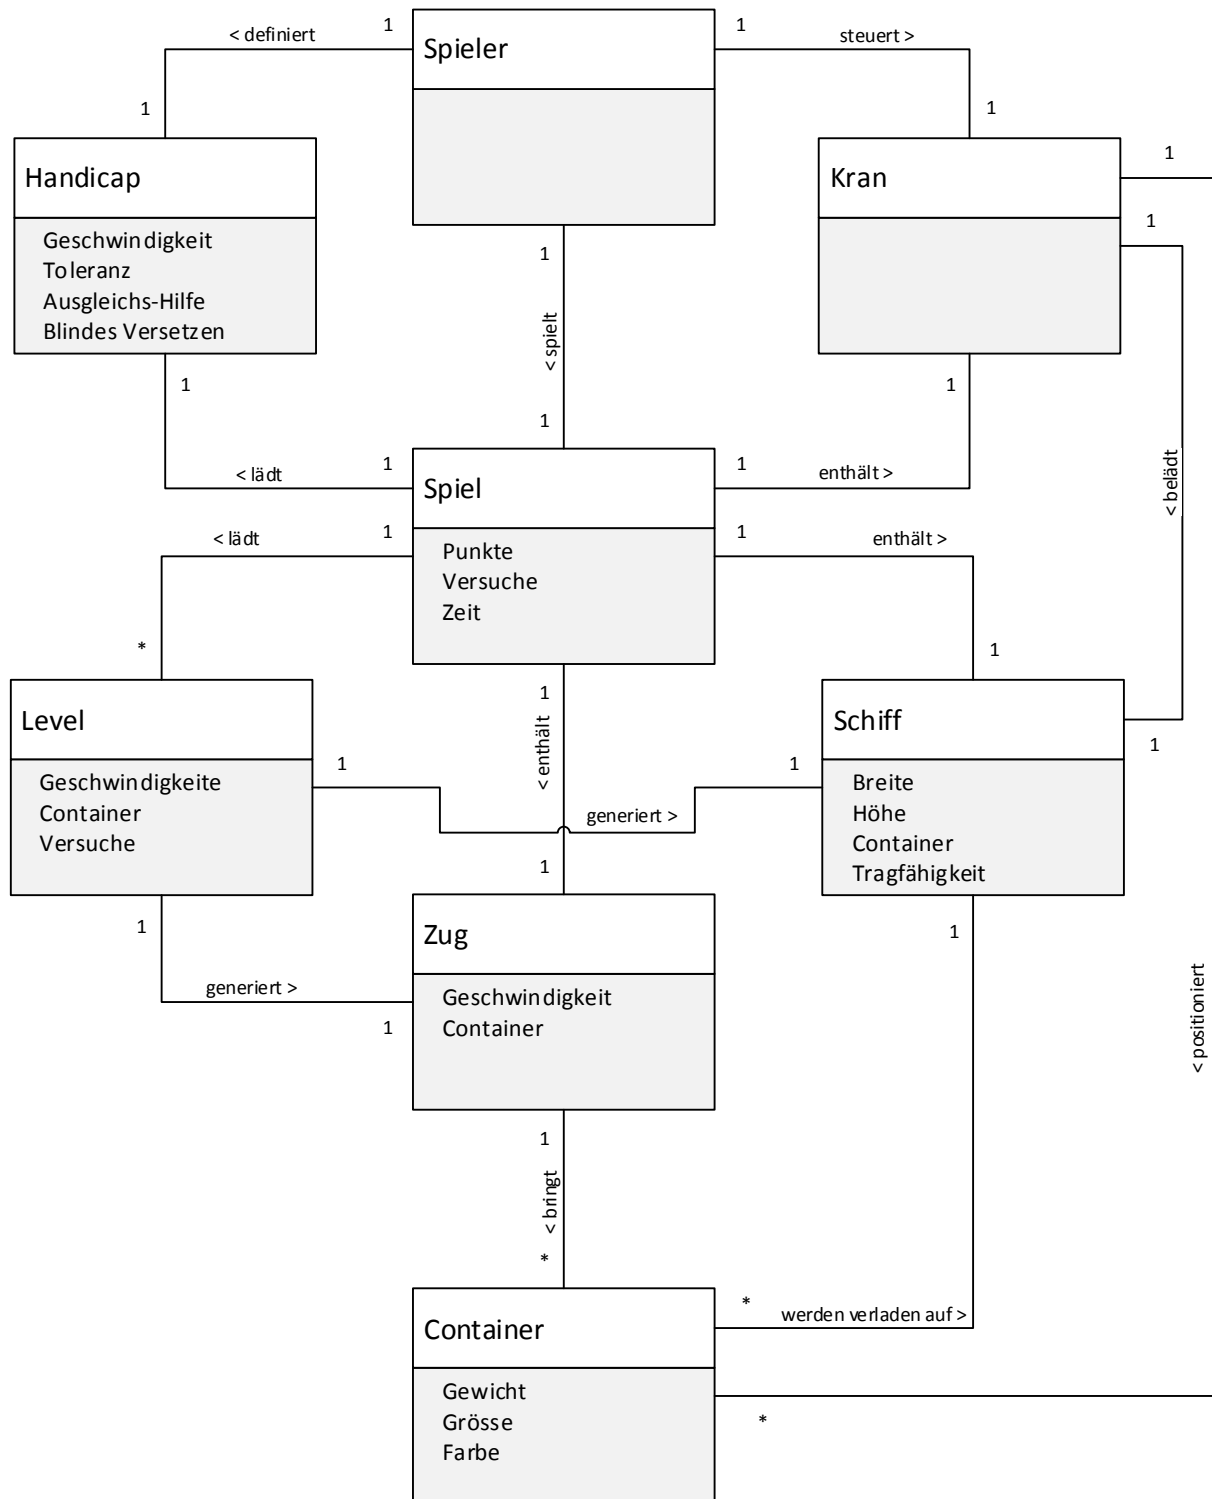 < definiert
1
Spieler
1
steuert >
1
1
1
Handicap
Geschwindigkeit
Toleranz
Ausgleichs-Hilfe
Blindes Versetzen
Kran
1
1
< spielt
1
1
1
1
< lädt
1
Spiel
Punkte
Versuche
Zeit
1
enthält >
< belädt
< lädt
1
1
enthält >
*
1
Level
Geschwindigkeite
Container
Versuche
1
< enthält
1
Schiff
Breite
Höhe
Container
Tragfähigkeit
1
1
1
generiert >
1
generiert >
1
Zug
Geschwindigkeit
Container
1
< positioniert
1
< bringt
*
Container
Gewicht
Grösse
Farbe
*
werden verladen auf >
*